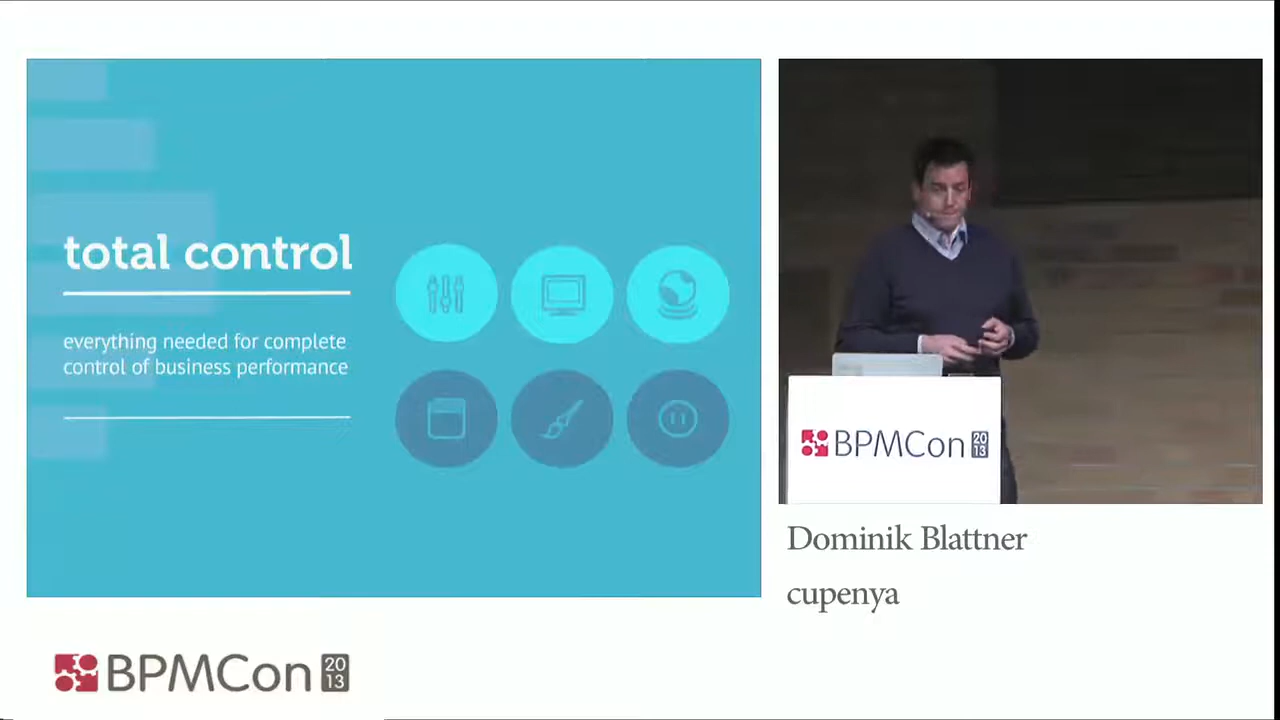 total control
everything needed for complete
control of business performance
BPMCon 20 13
Dominik Blattner
cupenya
BPMCon 20 13